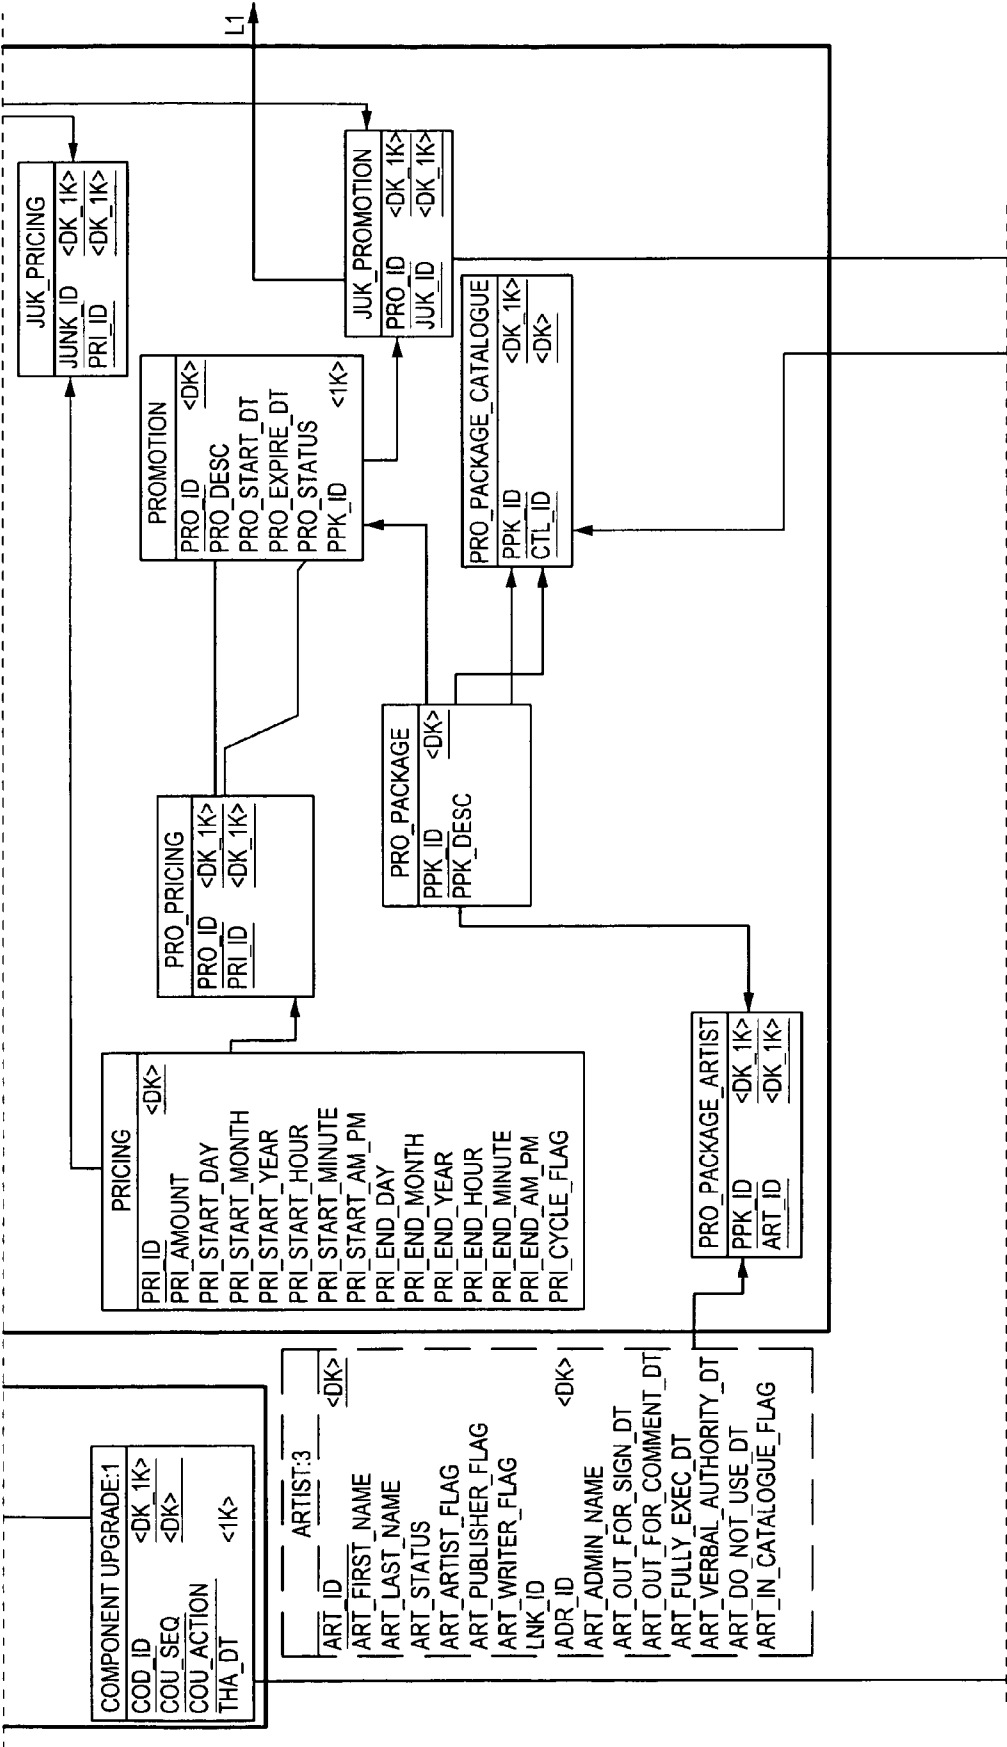 L1
JUK_PRICING
JUNK_ID <DK_1K>
PRI_ID <DK_1K>
JUK_PROMOTION
PRO_ID <DK_1K>
JUK_ID <DK_1K>
PROMOTION
PRO_ID <DK>
PRO_DESC
PRO_START_DT
PRO_EXPIRE_DT
PRO_STATUS
PPK_ID <1K>
PRO_PACKAGE_CATALOGUE
PPK_ID <DK_1K>
CTL_ID <DK>
PRO_PRICING
PRO_ID <DK_1K>
PRI_ID <DK_1K>
PRO_PACKAGE
PPK_ID <DK>
PPK_DESC
PRICING
PRI_ID <DK>
PRI_AMOUNT
PRI_START_DAY
PRI_START_MONTH
PRI_START_YEAR
PRI_START_HOUR
PRI_START_MINUTE
PRI_START_AM_PM
PRI_END_DAY
PRI_END_MONTH
PRI_END_YEAR
PRI_END_HOUR
PRI_END_MINUTE
PRI_END_AM_PM
PRI_CYCLE_FLAG
PRO_PACKAGE_ARTIST
PPK_ID <DK_1K>
ART_ID <DK_1K>
COMPONENT UPGRADE:1
COD_ID <DK_1K>
COU_SEQ <DK>
COU_ACTION
THA_DT <1K>
ARTIST:3
ART_ID <DK>
ART_FIRST_NAME
ART_LAST_NAME
ART_STATUS
ART_ARTIST_FLAG
ART_PUBLISHER_FLAG
ART_WRITER_FLAG
LNK_ID
ADR_ID <DK>
ART_ADMIN_NAME
ART_OUT_FOR_SIGN_DT
ART_OUT_FOR_COMMENT_DT
ART_FULLY_EXEC_DT
ART_VERBAL_AUTHORITY_DT
ART_DO_NOT_USE_DT
ART_IN_CATALOGUE_FLAG